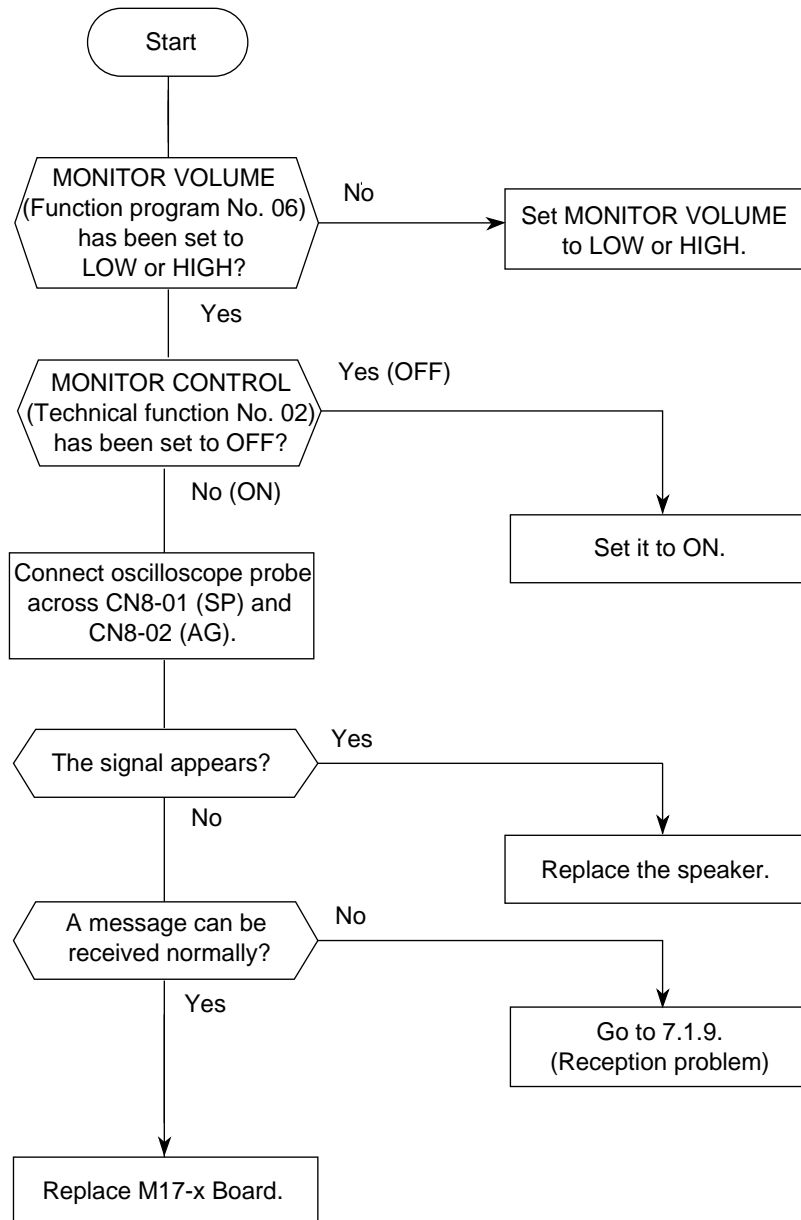 Start
MONITOR VOLUME
(Function program No. 06)
has been set to
LOW or HIGH?
No
Set MONITOR VOLUME
to LOW or HIGH.
Yes
MONITOR CONTROL
(Technical function No. 02)
has been set to OFF?
Yes (OFF)
No (ON)
Set it to ON.
Connect oscilloscope probe
across CN8-01 (SP) and
CN8-02 (AG).
The signal appears?
Yes
No
Replace the speaker.
A message can be
received normally?
No
Yes
Go to 7.1.9.
(Reception problem)
Replace M17-x Board.